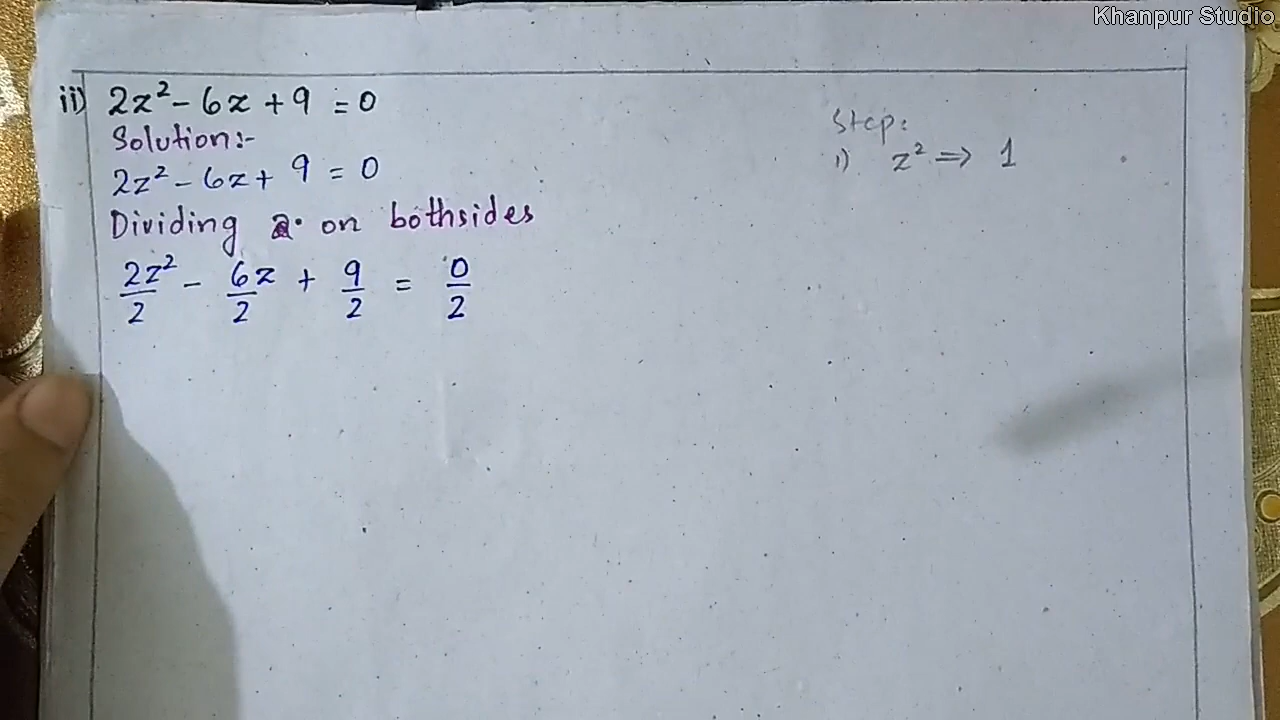 Khanpur Studio
ii) 2z² - 6z + 9 = 0
Solution:-
2z² - 6z + 9 = 0
Dividing 2. on bothsides
2z²/2 - 6z/2 + 9/2 = 0/2
Step:
1) z² ⇒ 1